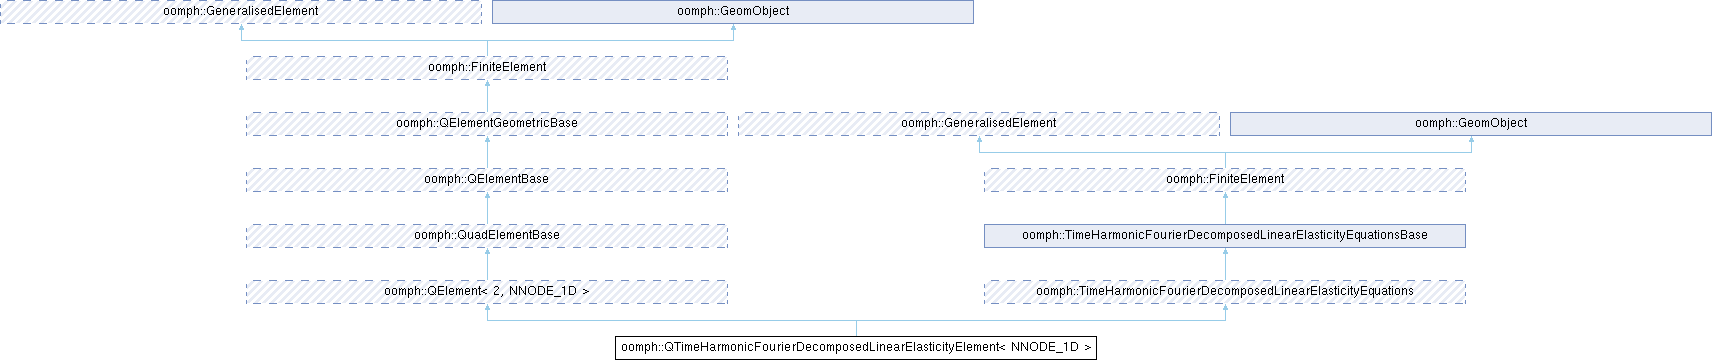 oomph::GeneralisedElement
oomph::GeomObject
oomph::FiniteElement
oomph::QElementGeometricBase
oomph::GeneralisedElement
oomph::GeomObject
oomph::QElementBase
oomph::FiniteElement
oomph::QuadElementBase
oomph::TimeHarmonicFourierDecomposedLinearElasticityEquationsBase
oomph::QElement< 2, NNODE_1D >
oomph::TimeHarmonicFourierDecomposedLinearElasticityEquations
oomph::QTimeHarmonicFourierDecomposedLinearElasticityElement< NNODE_1D >